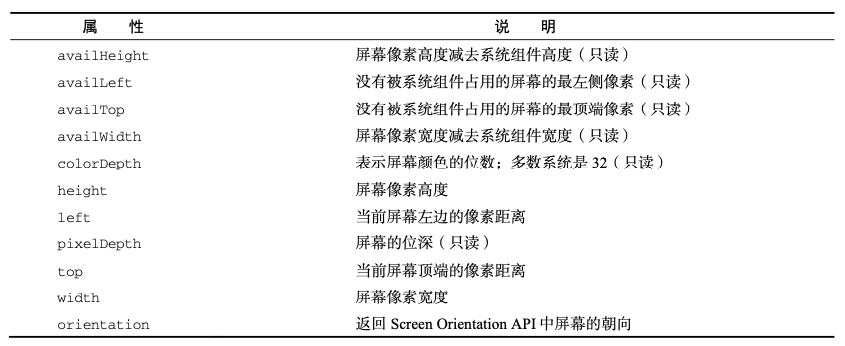 属 性 说 明
availHeight 屏幕像素高度减去系统组件高度（只读）
availLeft 没有被系统组件占用的屏幕的最左侧像素（只读）
availTop 没有被系统组件占用的屏幕的最顶端像素（只读）
availWidth 屏幕像素宽度减去系统组件宽度（只读）
colorDepth 表示屏幕颜色的位数；多数系统是 32（只读）
height 屏幕像素高度
left 当前屏幕左边的像素距离
pixelDepth 屏幕的位深（只读）
top 当前屏幕顶端的像素距离
width 屏幕像素宽度
orientation 返回 Screen Orientation API 中屏幕的朝向